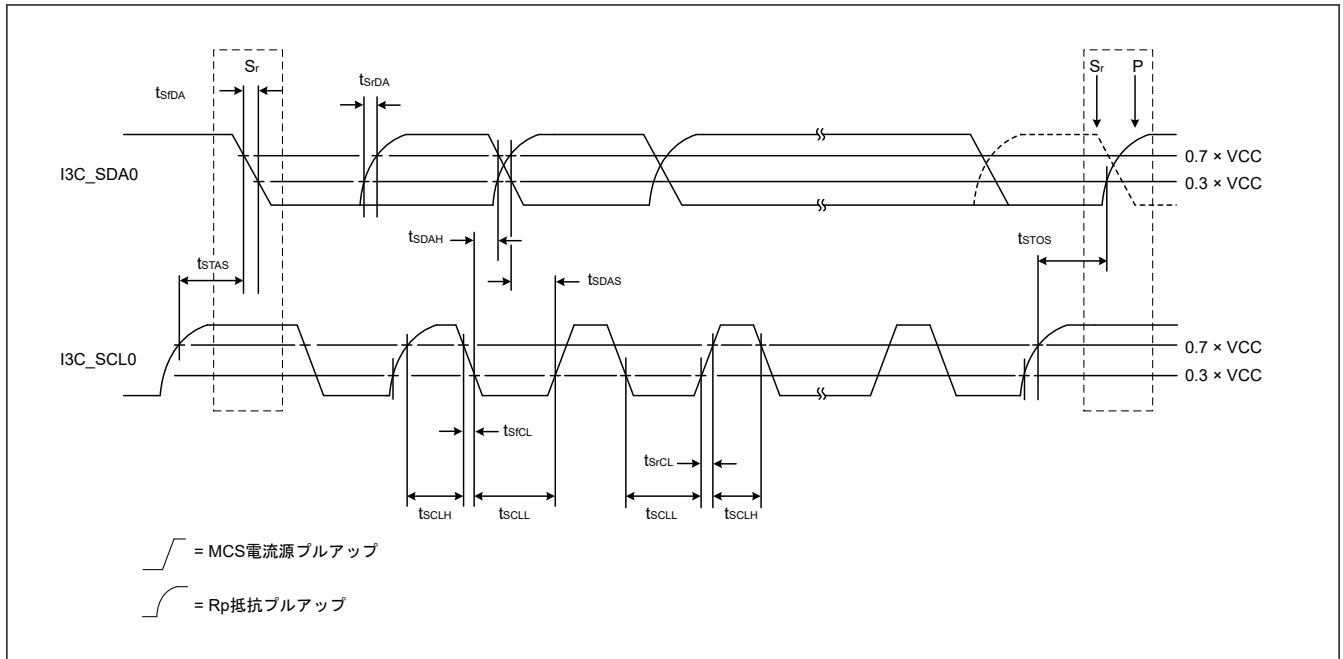 Sr
tSfDA
tSrDA
Sr P
I3C_SDA0
0.7 × VCC
0.3 × VCC
tSDAH
tSTAS
tSDAS
tSTOS
I3C_SCL0
0.7 × VCC
0.3 × VCC
tSfCL
tSrCL
tSCLH tSCLL tSCLL tSCLH
= MCS電流源プルアップ
= Rp抵抗プルアップ